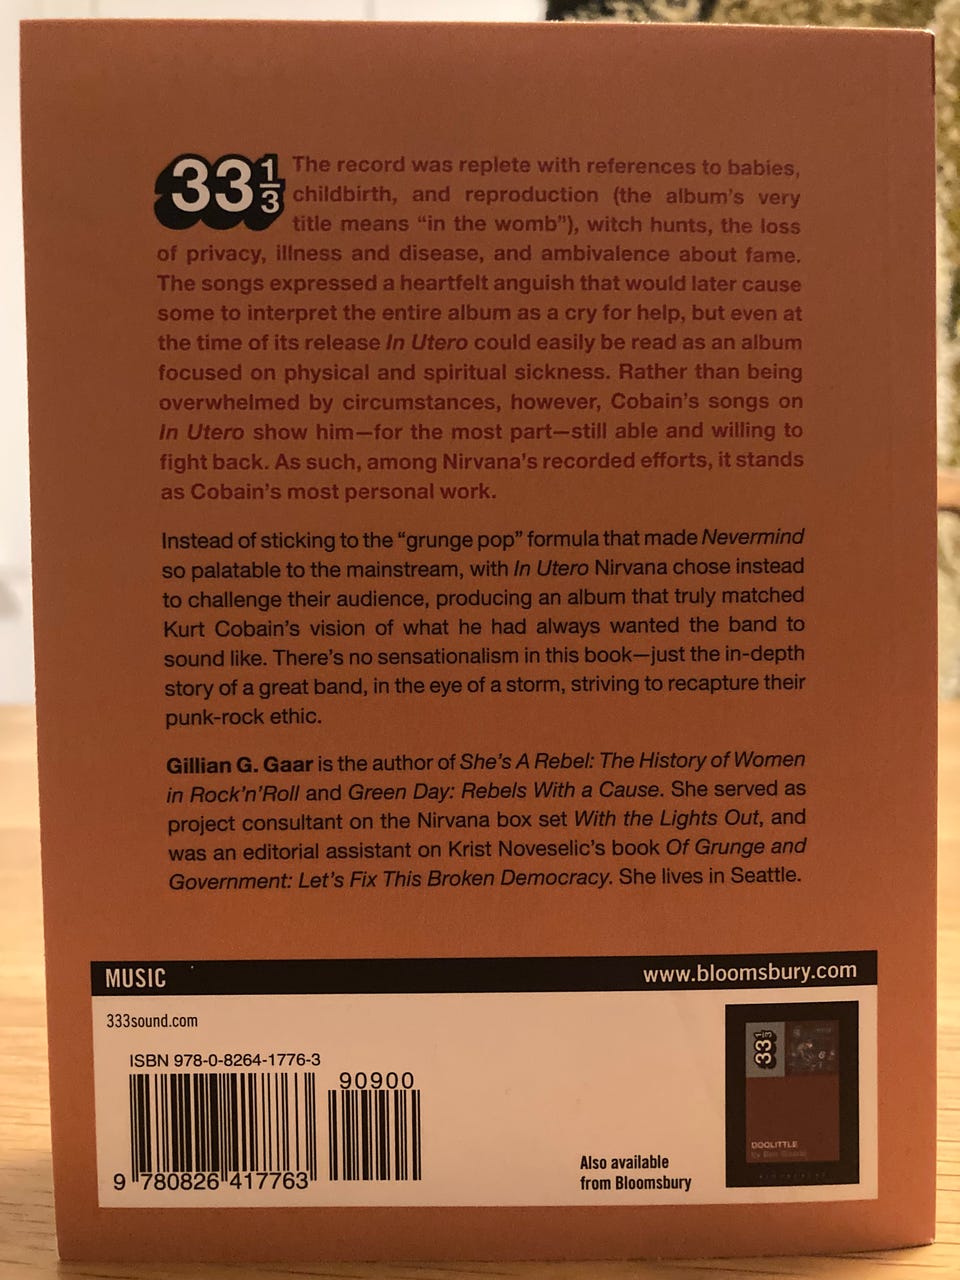 33 1/3
The record was replete with references to babies,
childbirth, and reproduction (the album's very
title means “in the womb”), witch hunts, the loss
of privacy, illness and disease, and ambivalence about fame.
The songs expressed a heartfelt anguish that would later cause
some to interpret the entire album as a cry for help, but even at
the time of its release In Utero could easily be read as an album
focused on physical and spiritual sickness. Rather than being
overwhelmed by circumstances, however, Cobain's songs on
In Utero show him—for the most part—still able and willing to
fight back. As such, among Nirvana's recorded efforts, it stands
as Cobain's most personal work.
Instead of sticking to the “grunge pop” formula that made Nevermind
so palatable to the mainstream, with In Utero Nirvana chose instead
to challenge their audience, producing an album that truly matched
Kurt Cobain's vision of what he had always wanted the band to
sound like. There's no sensationalism in this book—just the in-depth
story of a great band, in the eye of a storm, striving to recapture their
punk-rock ethic.
Gillian G. Gaar is the author of She's A Rebel: The History of Women
in Rock'n'Roll and Green Day: Rebels With a Cause. She served as
project consultant on the Nirvana box set With the Lights Out, and
was an editorial assistant on Krist Noveselic's book Of Grunge and
Government: Let's Fix This Broken Democracy. She lives in Seattle.
MUSIC
www.bloomsbury.com
333sound.com
ISBN 978-0-8264-1776-3
90900
9 780826 417763
Also available
from Bloomsbury
33 1/3
DOOLITTLE